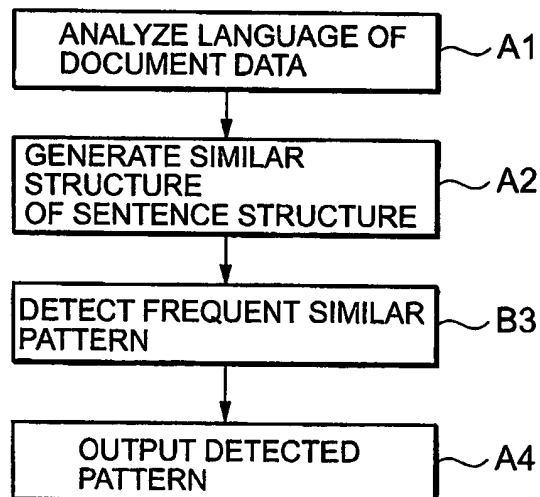 ANALYZE LANGUAGE OF
DOCUMENT DATA
A1
GENERATE SIMILAR
STRUCTURE
OF SENTENCE STRUCTURE
A2
DETECT FREQUENT SIMILAR
PATTERN
B3
OUTPUT DETECTED
PATTERN
A4